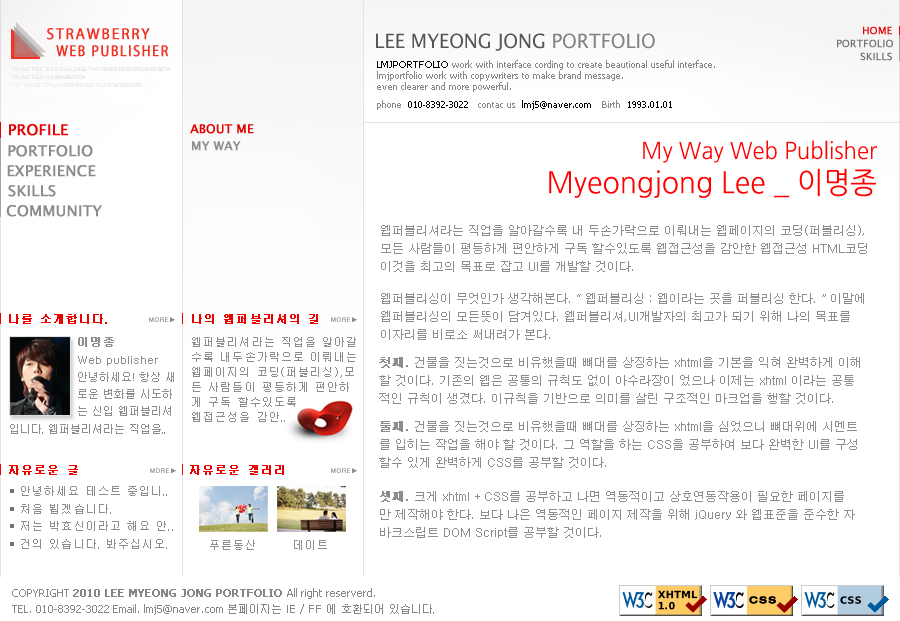 STRAWBERRY
WEB PUBLISHER
PROFILE
PORTFOLIO
EXPERIENCE
SKILLS
COMMUNITY
ABOUT ME
MY WAY
LEE MYEONG JONG PORTFOLIO
LMJPORTFOLIO work with interface cording to create beautional useful interface.
lmjportfolio work with copywriters to make brand message.
even clearer and more powerful.
phone 010-8392-3022 contac us lmj5@naver.com Birth 1993.01.01
HOME
PORTFOLIO
SKILLS
My Way Web Publisher
Myeongjong Lee _ 이명종
웹퍼블리셔라는 직업을 알아갈수록 내 두손가락으로 이뤄내는 웹페이지의 코딩(퍼블리싱),
모든 사람들이 평등하게 편안하게 구독 할수있도록 웹접근성을 감안한 웹접근성 HTML코딩
이것을 최고의 목표로 잡고 UI를 개발할 것이다.
웹퍼블리싱이 무엇인가 생각해본다. “ 웹퍼블리싱 : 웹이라는 곳을 퍼블리싱 한다. ” 이말에
웹퍼블리싱의 모든뜻이 담겨있다. 웹퍼블리셔,UI개발자의 최고가 되기 위해 나의 목표를
이자리를 비로소 써내려가 본다.
첫째. 건물을 짓는것으로 비유했을때 뼈대를 상징하는 xhtml을 기본을 익혀 완벽하게 이해
할 것이다. 기존의 웹은 공통의 규칙도 없이 아수라장이 었으나 이제는 xhtml 이라는 공통
적인 규칙이 생겼다. 이규칙을 기반으로 의미를 살린 구조적인 마크업을 행할 것이다.
둘째. 건물을 짓는것으로 비유했을때 뼈대를 상징하는 xhtml을 심었으니 뼈대위에 시멘트
를 입히는 작업을 해야 할 것이다. 그 역할을 하는 CSS을 공부하여 보다 완벽한 UI를 구성
할수 있게 완벽하게 CSS를 공부할 것이다.
셋째. 크게 xhtml + CSS를 공부하고 나면 역동적이고 상호연동작용이 필요한 페이지를
만 제작해야 한다. 보다 나은 역동적인 페이지 제작을 위해 jQuery 와 웹표준을 준수한 자
바크스립트 DOM Script를 공부할 것이다.
나를 소개합니다. MORE
이명종
Web publisher
안녕하세요! 항상 새
로운 변화를 시도하
는 신입 웹퍼블리셔
입니다. 웹퍼블리셔라는 직업을..
나의 웹퍼블리셔의 길 MORE
웹퍼블리셔라는 직업을 알아갈
수록 내두손가락으로 이뤄내는
웹페이지의 코딩(퍼블리싱),모
든 사람들이 평등하게 편안하
게 구독 할수있도록
웹접근성을 감안..
자유로운 글 MORE
안녕하세요 테스트 중입니..
처음 뵙겠습니다.
저는 박효신이라고 해요 안..
건의 있습니다. 봐주십시오.
자유로운 갤러리 MORE
푸른동산 데이트
COPYRIGHT 2010 LEE MYEONG JONG PORTFOLIO All right reserverd.
TEL. 010-8392-3022 Email. lmj5@naver.com 본페이지는 IE / FF 에 호환되어 있습니다.
W3C XHTML 1.0
W3C CSS
W3C CSS